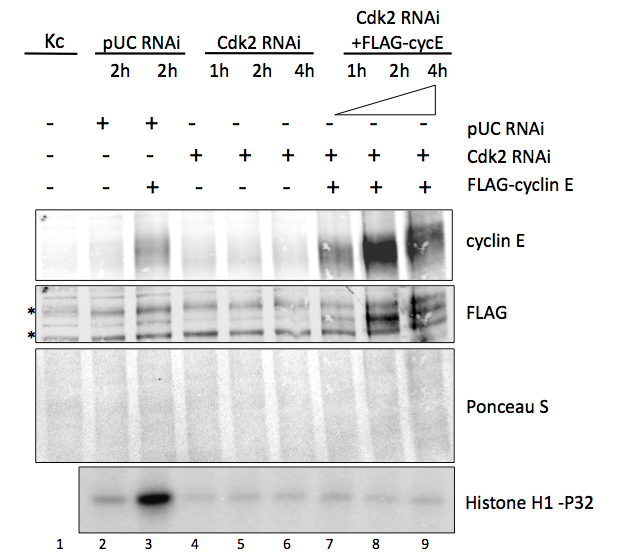 Cdk2 RNAi
Kc pUC RNAi Cdk2 RNAi +FLAG-cycE
2h 2h 1h 2h 4h 1h 2h 4h
- + + - - - - - - pUC RNAi
- - - + + + + + + Cdk2 RNAi
- - + - - - + + + FLAG-cyclin E
cyclin E
* FLAG
*
Ponceau S
Histone H1 -P32
1 2 3 4 5 6 7 8 9